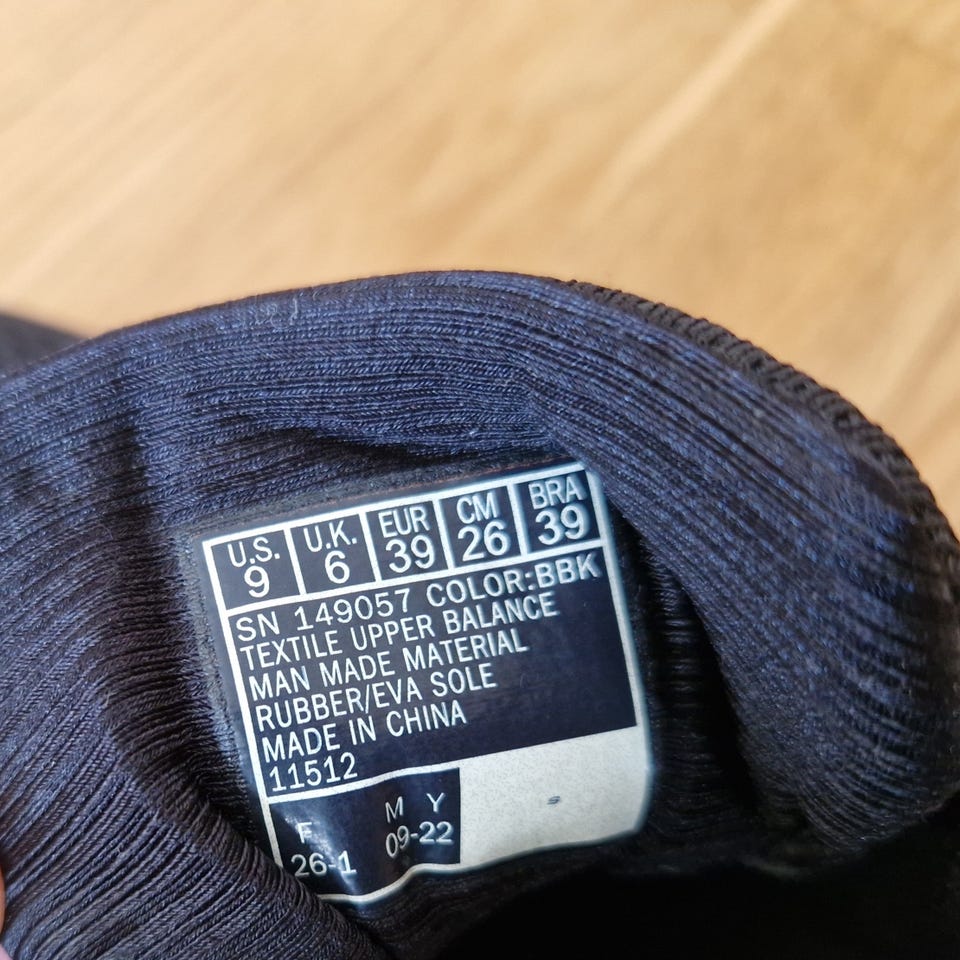 U.S. U.K. EUR CM BRA
9 6 39 26 39
SN 149057 COLOR:BBK
TEXTILE UPPER BALANCE
MAN MADE MATERIAL
RUBBER/EVA SOLE
MADE IN CHINA
11512
F M Y
26-1 09-22